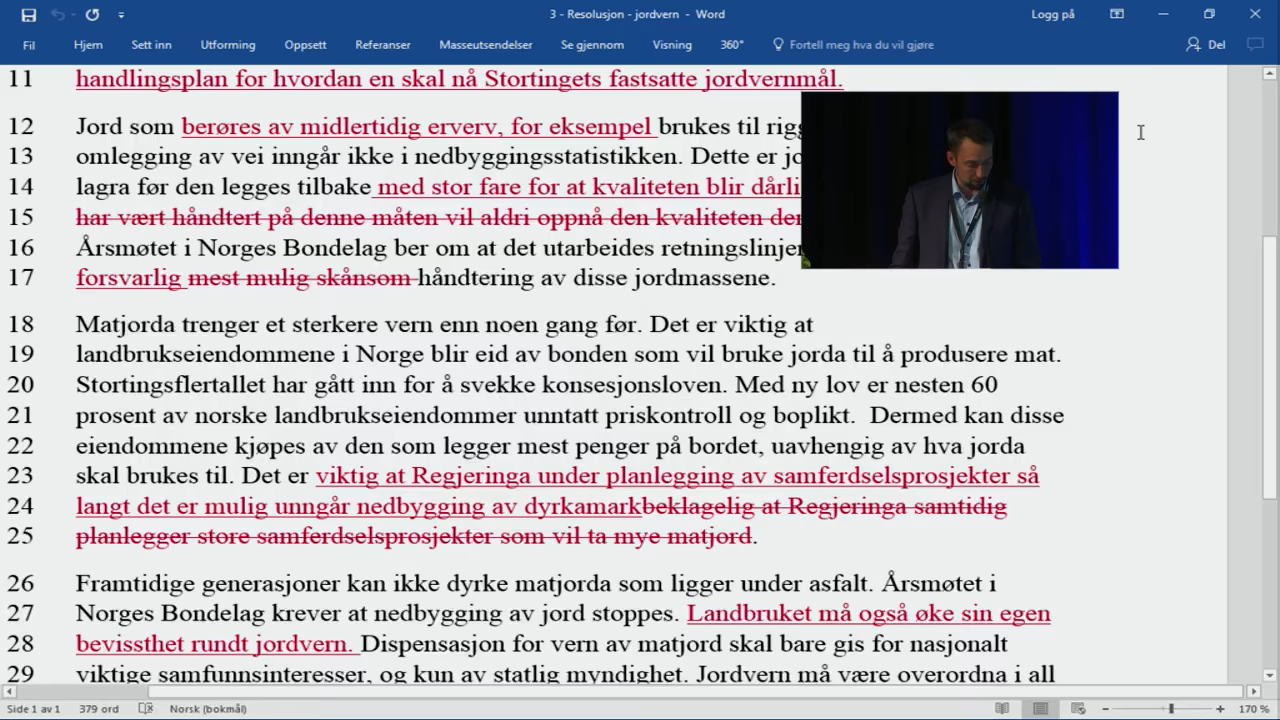 3 - Resolusjon - jordvern - Word
Logg på
Fil Hjem Sett inn Utforming Oppsett Referanser Masseutsendelser Se gjennom Visning 360° Fortell meg hva du vil gjøre Del
11 handlingsplan for hvordan en skal nå Stortingets fastsatte jordvernmål.
12 Jord som berøres av midlertidig erverv, for eksempel brukes til
13 omlegging av vei inngår ikke i nedbyggingsstatistikken. Dette er
14 lagra før den legges tilbake med stor fare for at kvaliteten blir
15 har vært håndtert på denne måten vil aldri oppnå den kvaliteten
16 Årsmøtet i Norges Bondelag ber om at det utarbeides
17 forsvarlig mest mulig skånsom håndtering av disse jordmassene.
18 Matjorda trenger et sterkere vern enn noen gang før. Det er viktig at
19 landbrukseiendommene i Norge blir eid av bonden som vil bruke jorda til å produsere mat.
20 Stortingsflertallet har gått inn for å svekke konsesjonsloven. Med ny lov er nesten 60
21 prosent av norske landbrukseiendommer unntatt priskontroll og boplikt.  Dermed kan disse
22 eiendommene kjøpes av den som legger mest penger på bordet, uavhengig av hva jorda
23 skal brukes til. Det er viktig at Regjeringa under planlegging av samferdselsprosjekter så
24 langt det er mulig unngår nedbygging av dyrkamarkbeklagelig at Regjeringa samtidig
25 planlegger store samferdselsprosjekter som vil ta mye matjord.
26 Framtidige generasjoner kan ikke dyrke matjorda som ligger under asfalt. Årsmøtet i
27 Norges Bondelag krever at nedbygging av jord stoppes. Landbruket må også øke sin egen
28 bevissthet rundt jordvern. Dispensasjon for vern av matjord skal bare gis for nasjonalt
29 viktige samfunnsinteresser, og kun av statlig myndighet. Jordvern må være overordna i all
Side 1 av 1 379 ord Norsk (bokmål) 170 %